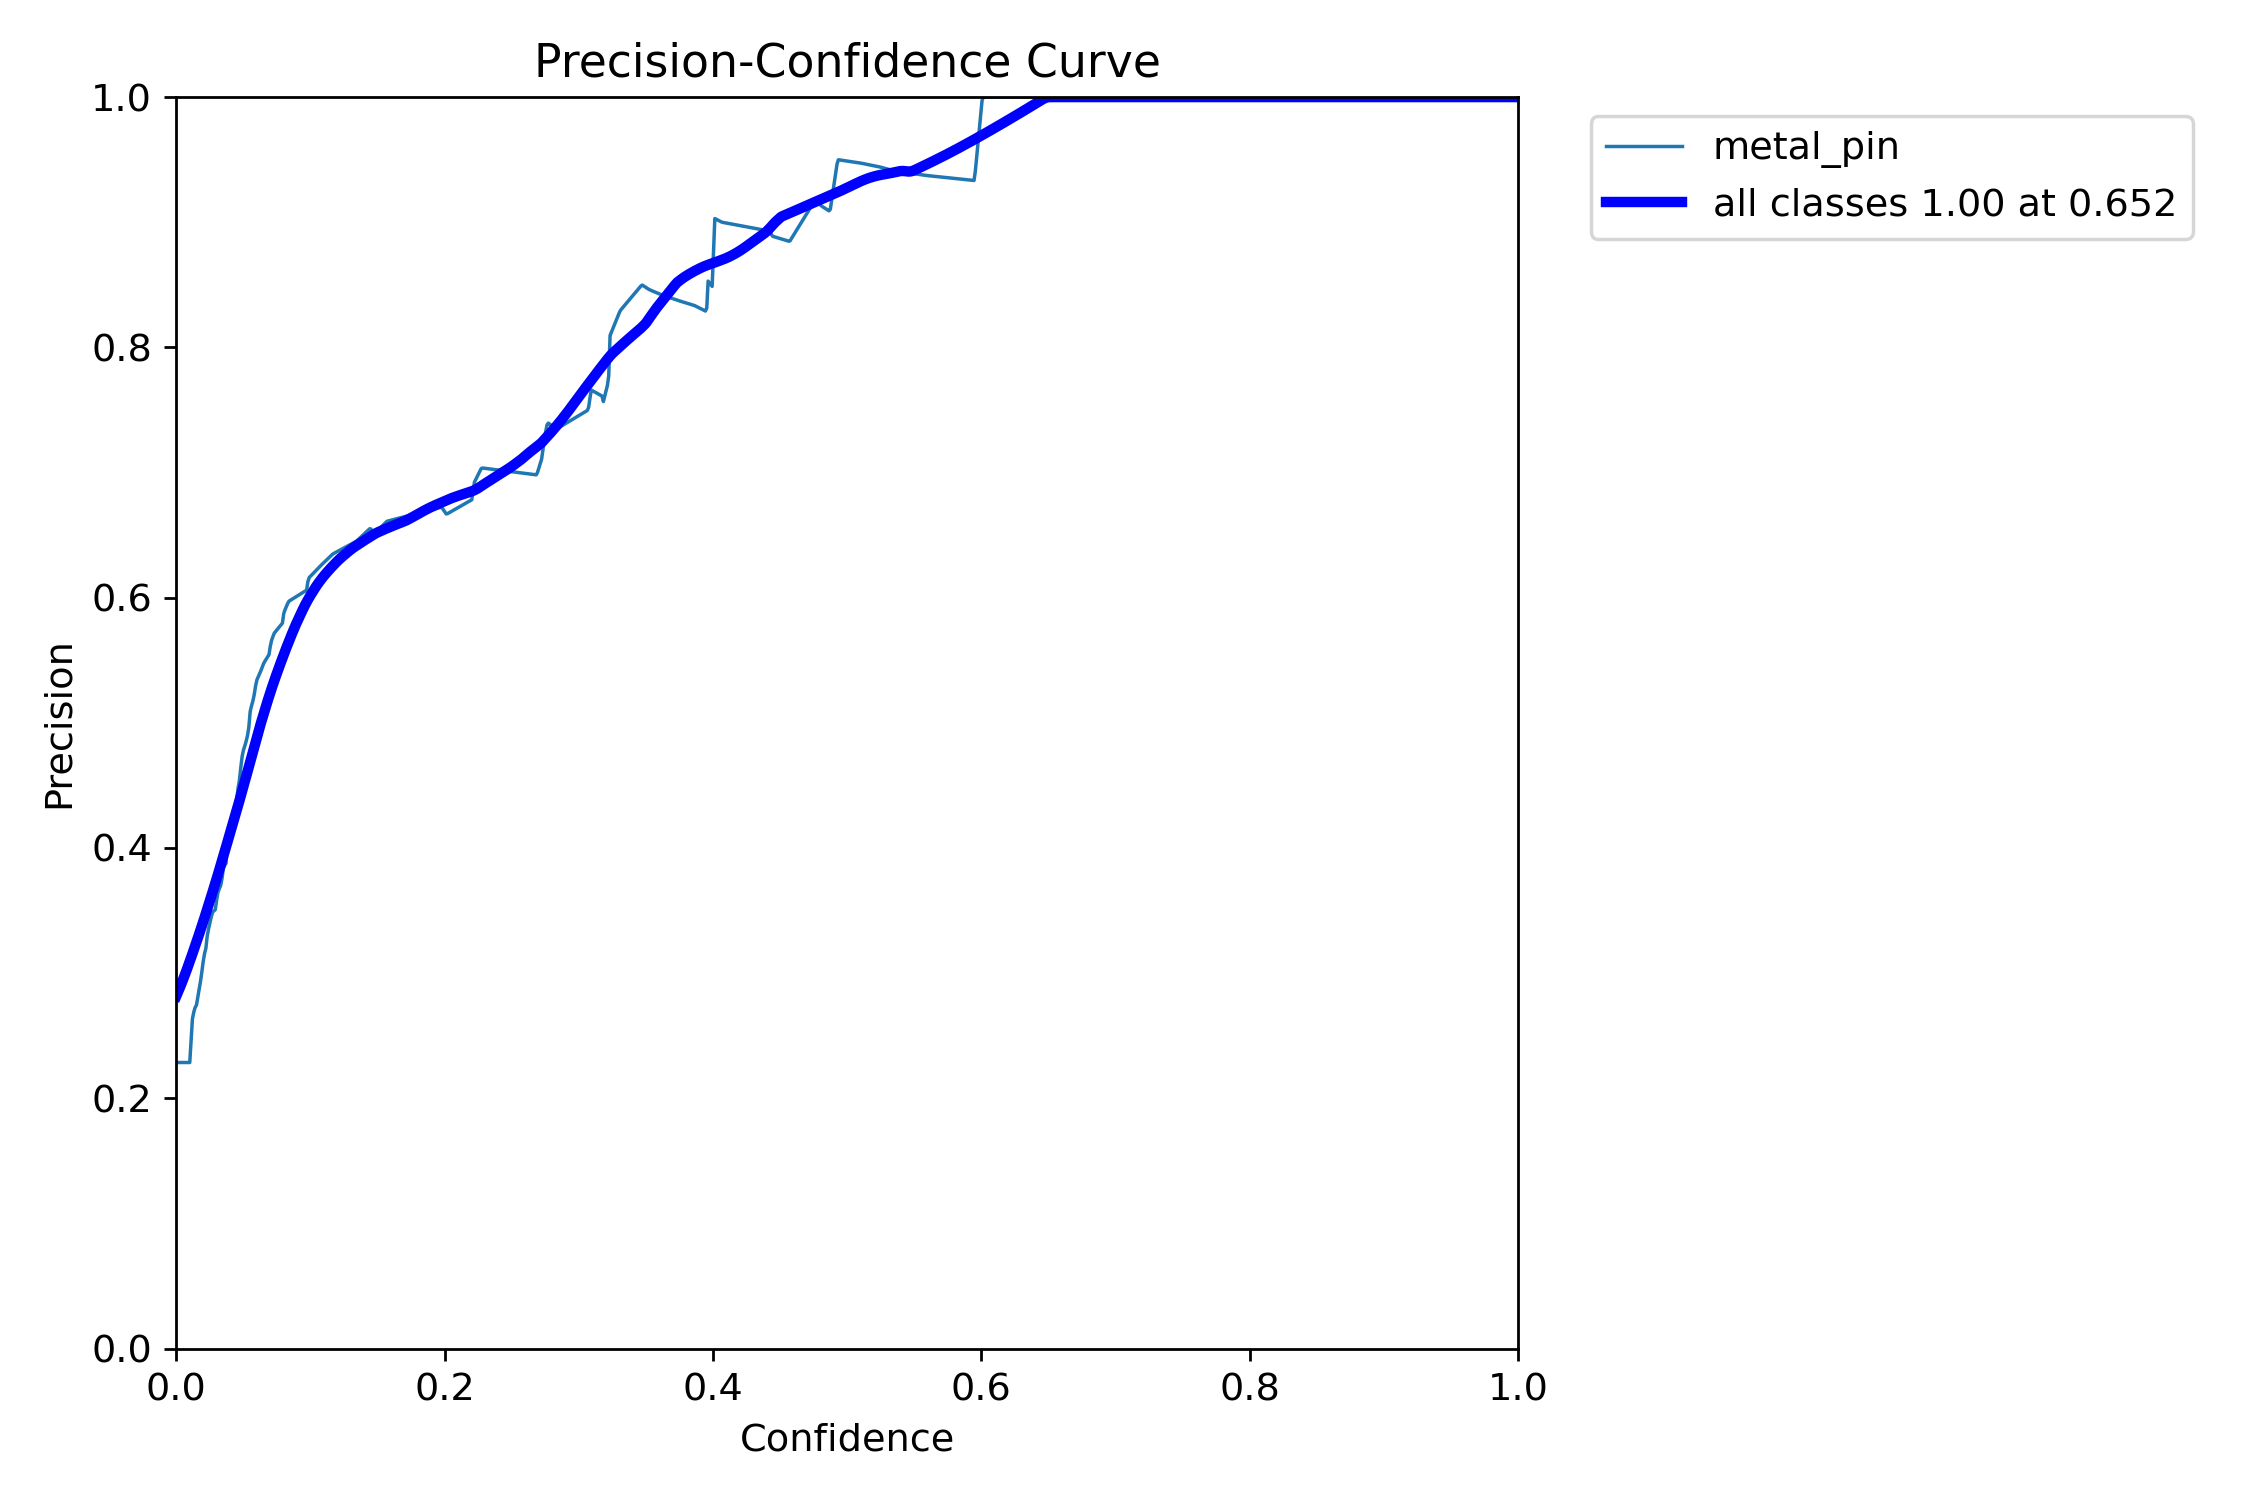 Precision-Confidence Curve
metal_pin
all classes 1.00 at 0.652
Precision
1.0
0.8
0.6
0.4
0.2
0.0
0.0 0.2 0.4 0.6 0.8 1.0
Confidence